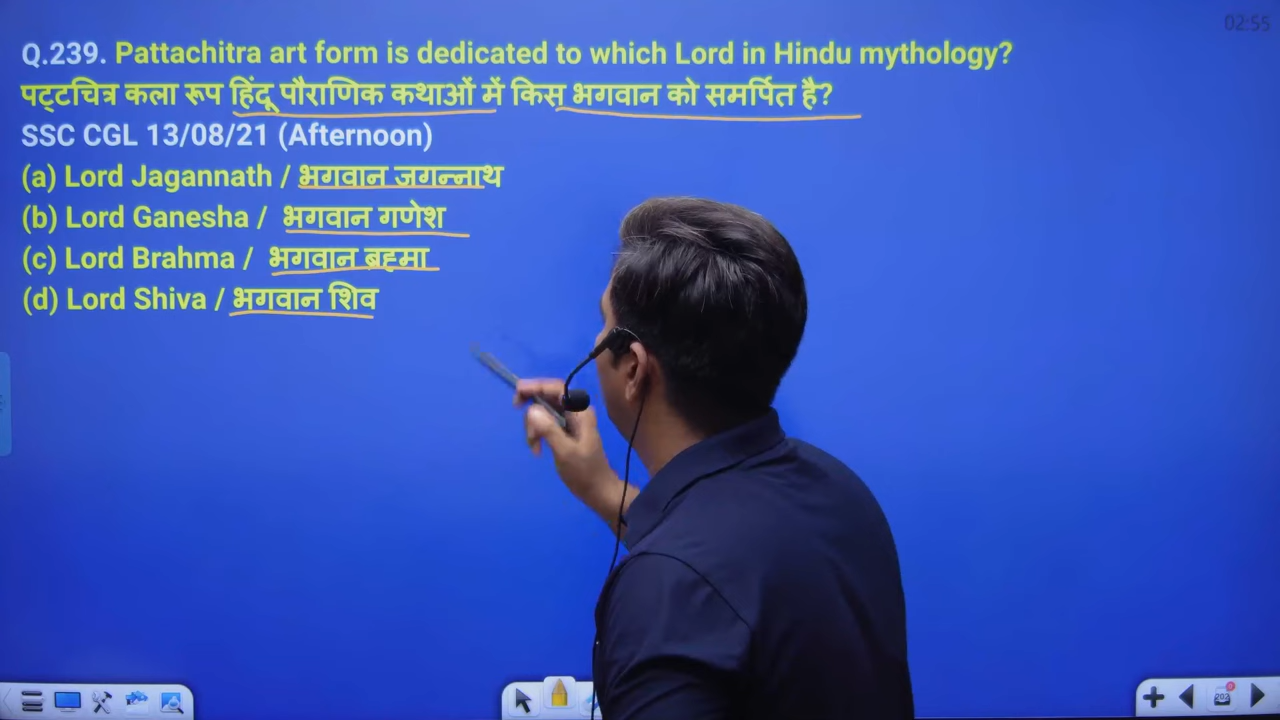 02:55
Q.239. Pattachitra art form is dedicated to which Lord in Hindu mythology?
पट्टचित्र कला रूप हिंदू पौराणिक कथाओं में किस भगवान को समर्पित है?
SSC CGL 13/08/21 (Afternoon)
(a) Lord Jagannath / भगवान जगन्नाथ
(b) Lord Ganesha / भगवान गणेश
(c) Lord Brahma / भगवान ब्रह्मा
(d) Lord Shiva / भगवान शिव
202